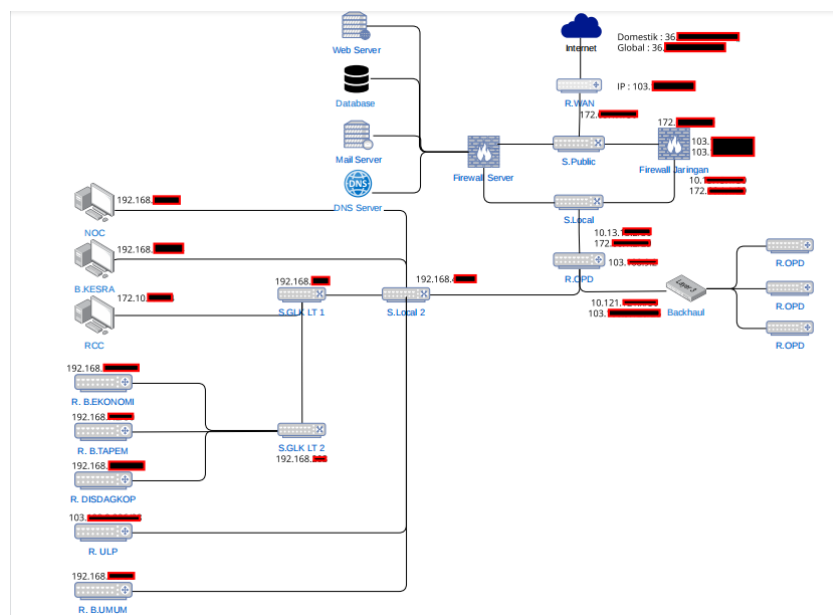 Web Server
Database
Mail Server
DNS Server
Internet
Domestik : 36.
Global : 36.
R.WAN
IP : 103.
172.
S.Public
Firewall Server
172.
103.
103.
Firewall Jaringan
10.
172.
S.Local
10.13.
172.
R.OPD
103.
NOC
192.168.
B.KESRA
192.168.
RCC
172.10.
192.168.
S.GLK LT 1
192.168.
S.Local 2
10.121.
103.
Layer-3
Backhaul
R.OPD
R.OPD
R.OPD
192.168.
R. B.EKONOMI
192.168.
R. B.TAPEM
192.168.
R. DISDAGKOP
S.GLK LT 2
192.168.
103.
R. ULP
192.168.
R. B.UMUM